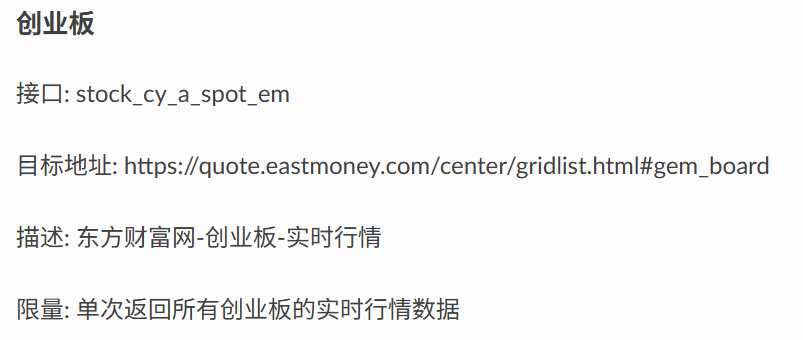 创业板
接口: stock_cy_a_spot_em
目标地址: https://quote.eastmoney.com/center/gridlist.html#gem_board
描述: 东方财富网-创业板-实时行情
限量: 单次返回所有创业板的实时行情数据